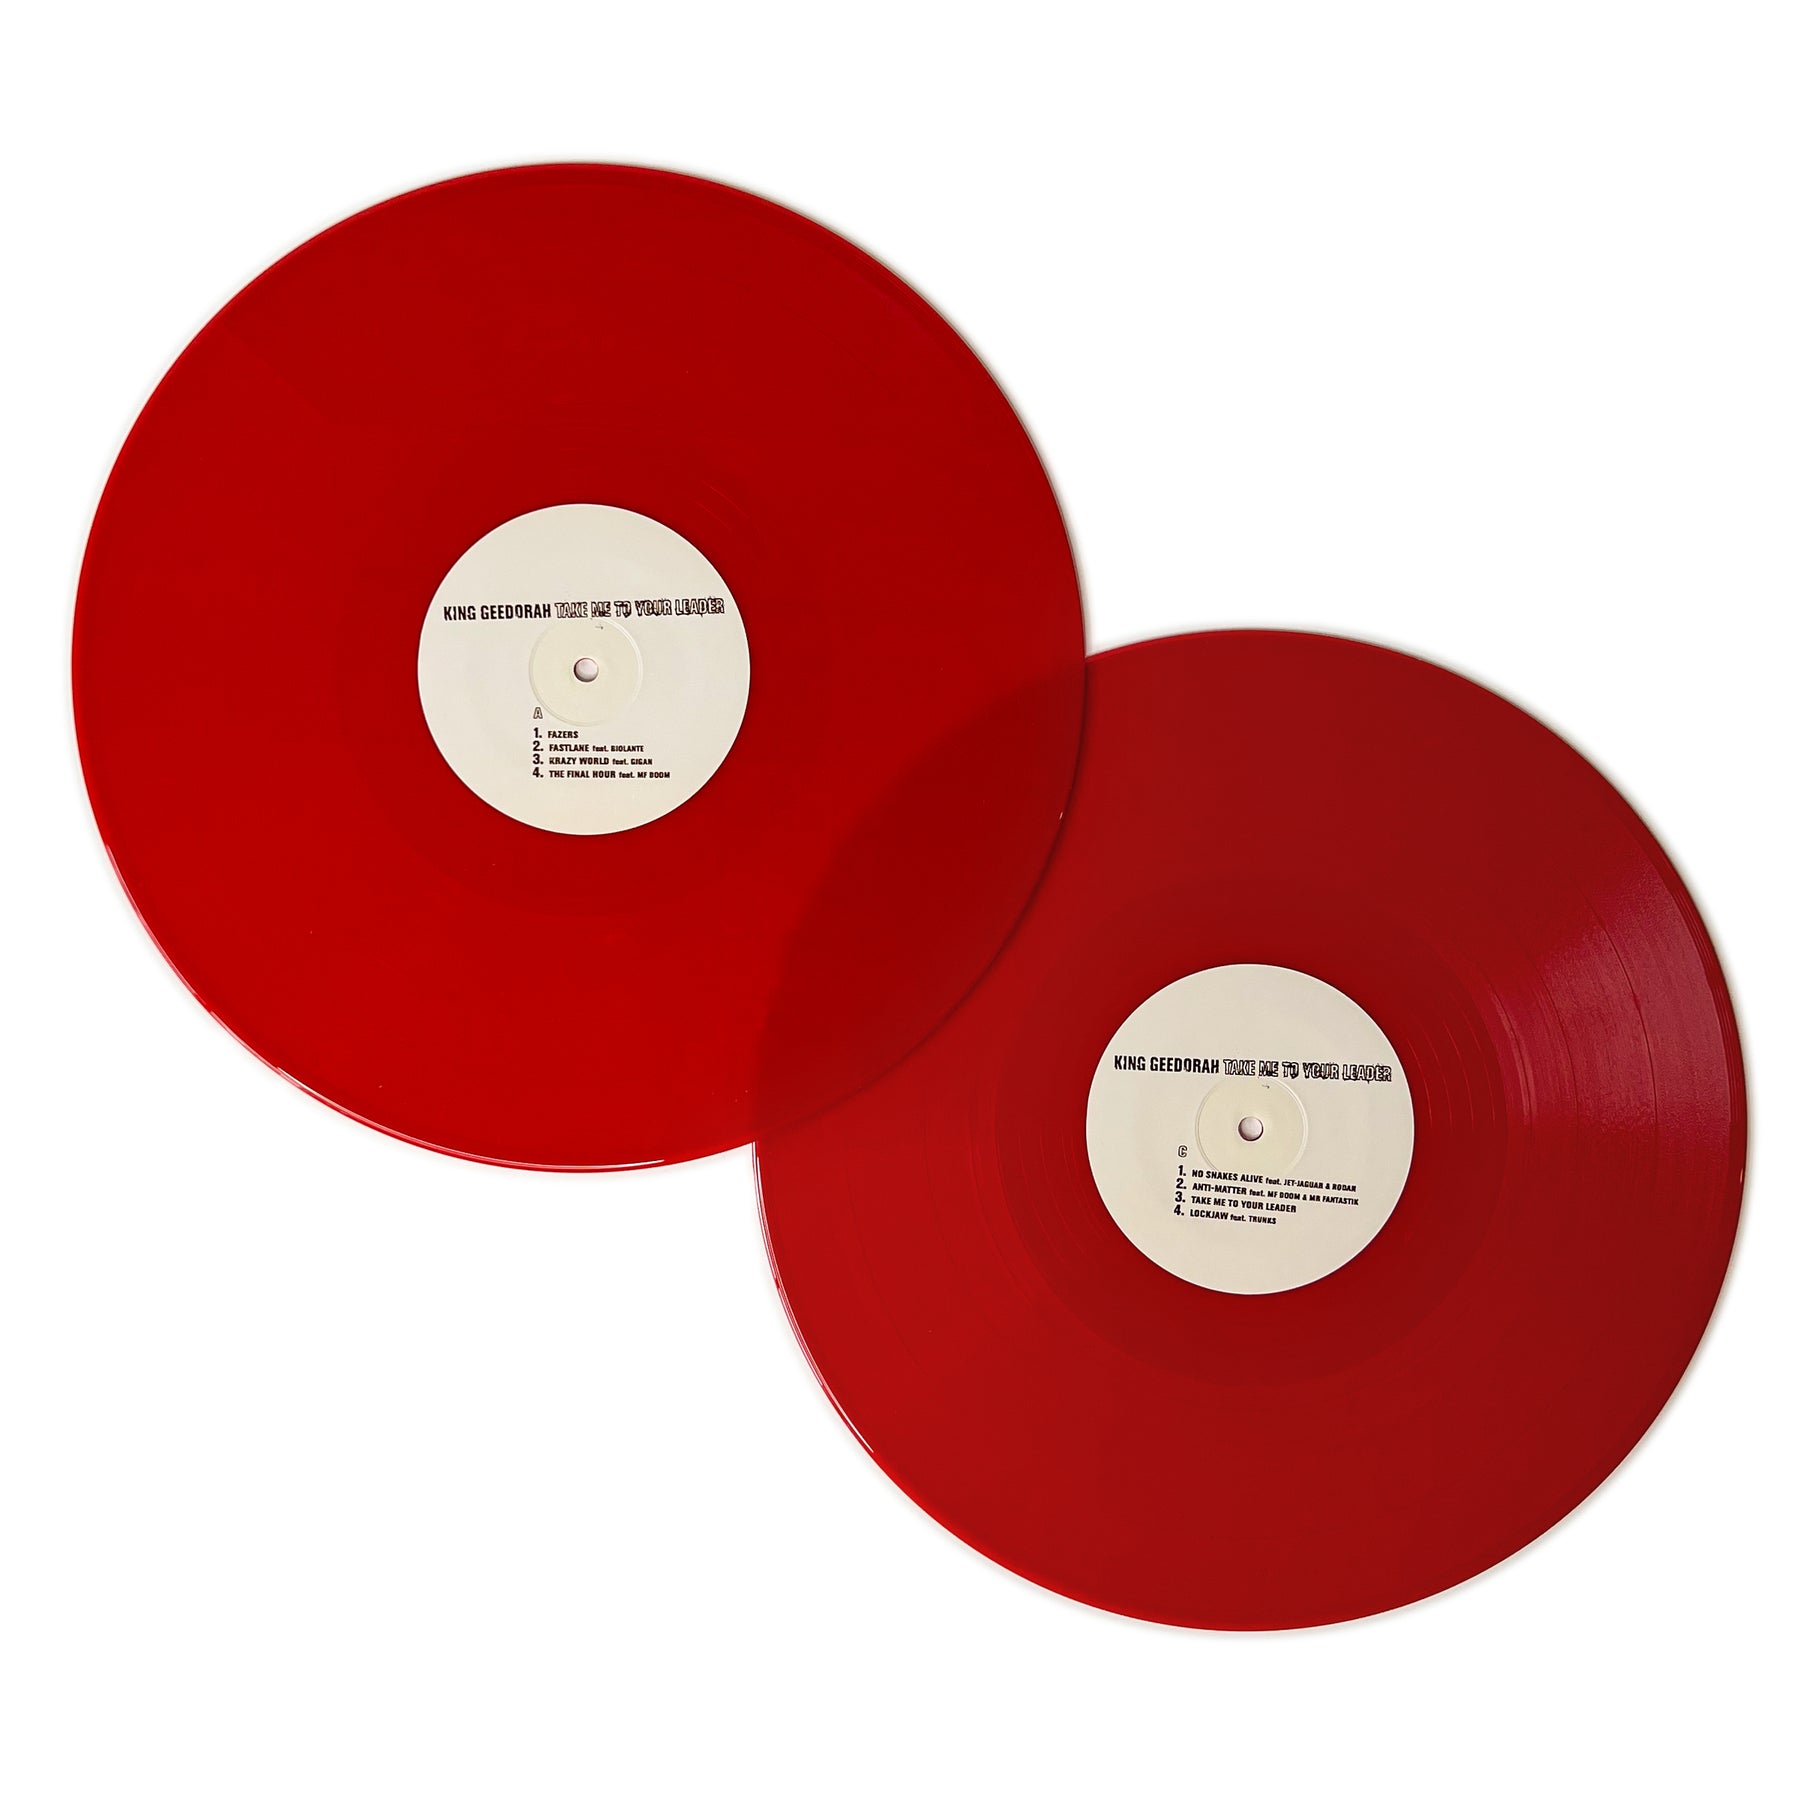 KING GEEDORAH TAKE ME TO YOUR LEADER
A
1. FAZERS
2. FASTLANE feat. BIOLANTE
3. KRAZY WORLD feat. GIGAN
4. THE FINAL HOUR feat. MF DOOM
KING GEEDORAH TAKE ME TO YOUR LEADER
C
1. NO SNAKES ALIVE feat. JET-JAGUAR & RODAN
2. ANTI-MATTER feat. MF DOOM & MR FANTASTIK
3. TAKE ME TO YOUR LEADER
4. LOCKJAW feat. TRUNKS